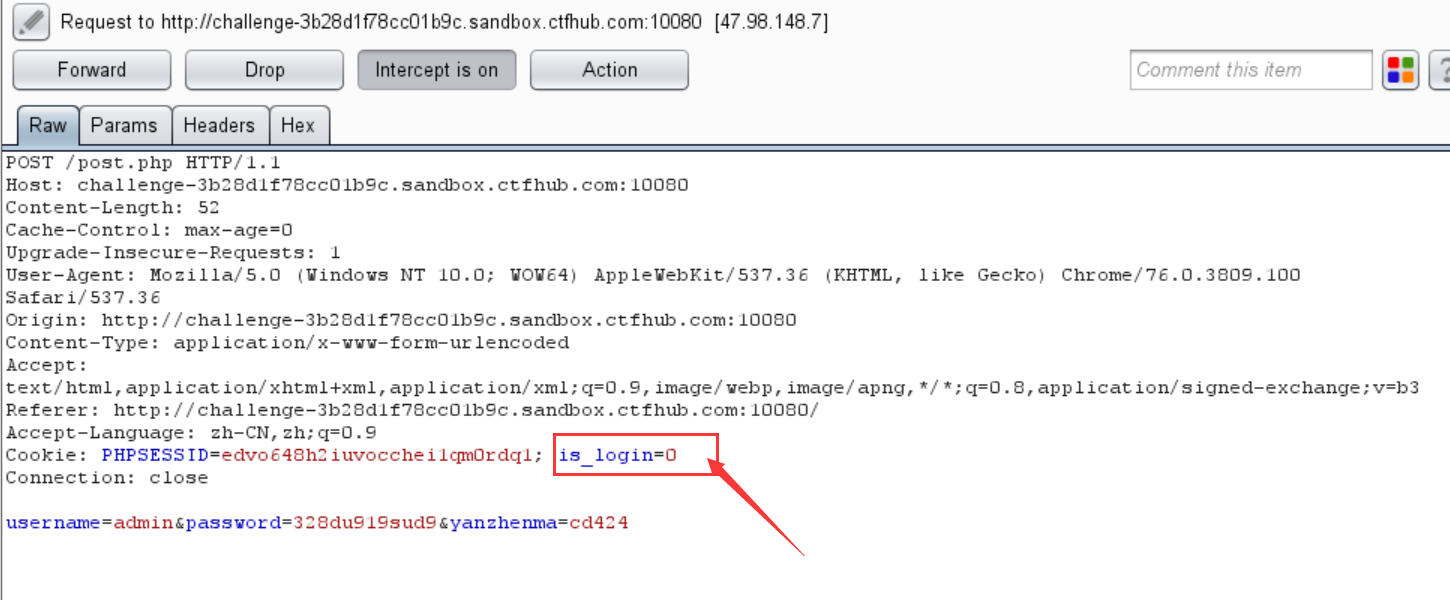 Request to http://challenge-3b28d1f78cc01b9c.sandbox.ctfhub.com:10080 [47.98.148.7]
Forward Drop Intercept is on Action Comment this item ?
Raw Params Headers Hex
POST /post.php HTTP/1.1
Host: challenge-3b28d1f78cc01b9c.sandbox.ctfhub.com:10080
Content-Length: 52
Cache-Control: max-age=0
Upgrade-Insecure-Requests: 1
User-Agent: Mozilla/5.0 (Windows NT 10.0; WOW64) AppleWebKit/537.36 (KHTML, like Gecko) Chrome/76.0.3809.100
Safari/537.36
Origin: http://challenge-3b28d1f78cc01b9c.sandbox.ctfhub.com:10080
Content-Type: application/x-www-form-urlencoded
Accept:
text/html,application/xhtml+xml,application/xml;q=0.9,image/webp,image/apng,*/*;q=0.8,application/signed-exchange;v=b3
Referer: http://challenge-3b28d1f78cc01b9c.sandbox.ctfhub.com:10080/
Accept-Language: zh-CN,zh;q=0.9
Cookie: PHPSESSID=edvo648h2iuvocchei1qm0rdq1; is_login=0
Connection: close
username=admin&password=328du919sud9&yanzhenma=cd424